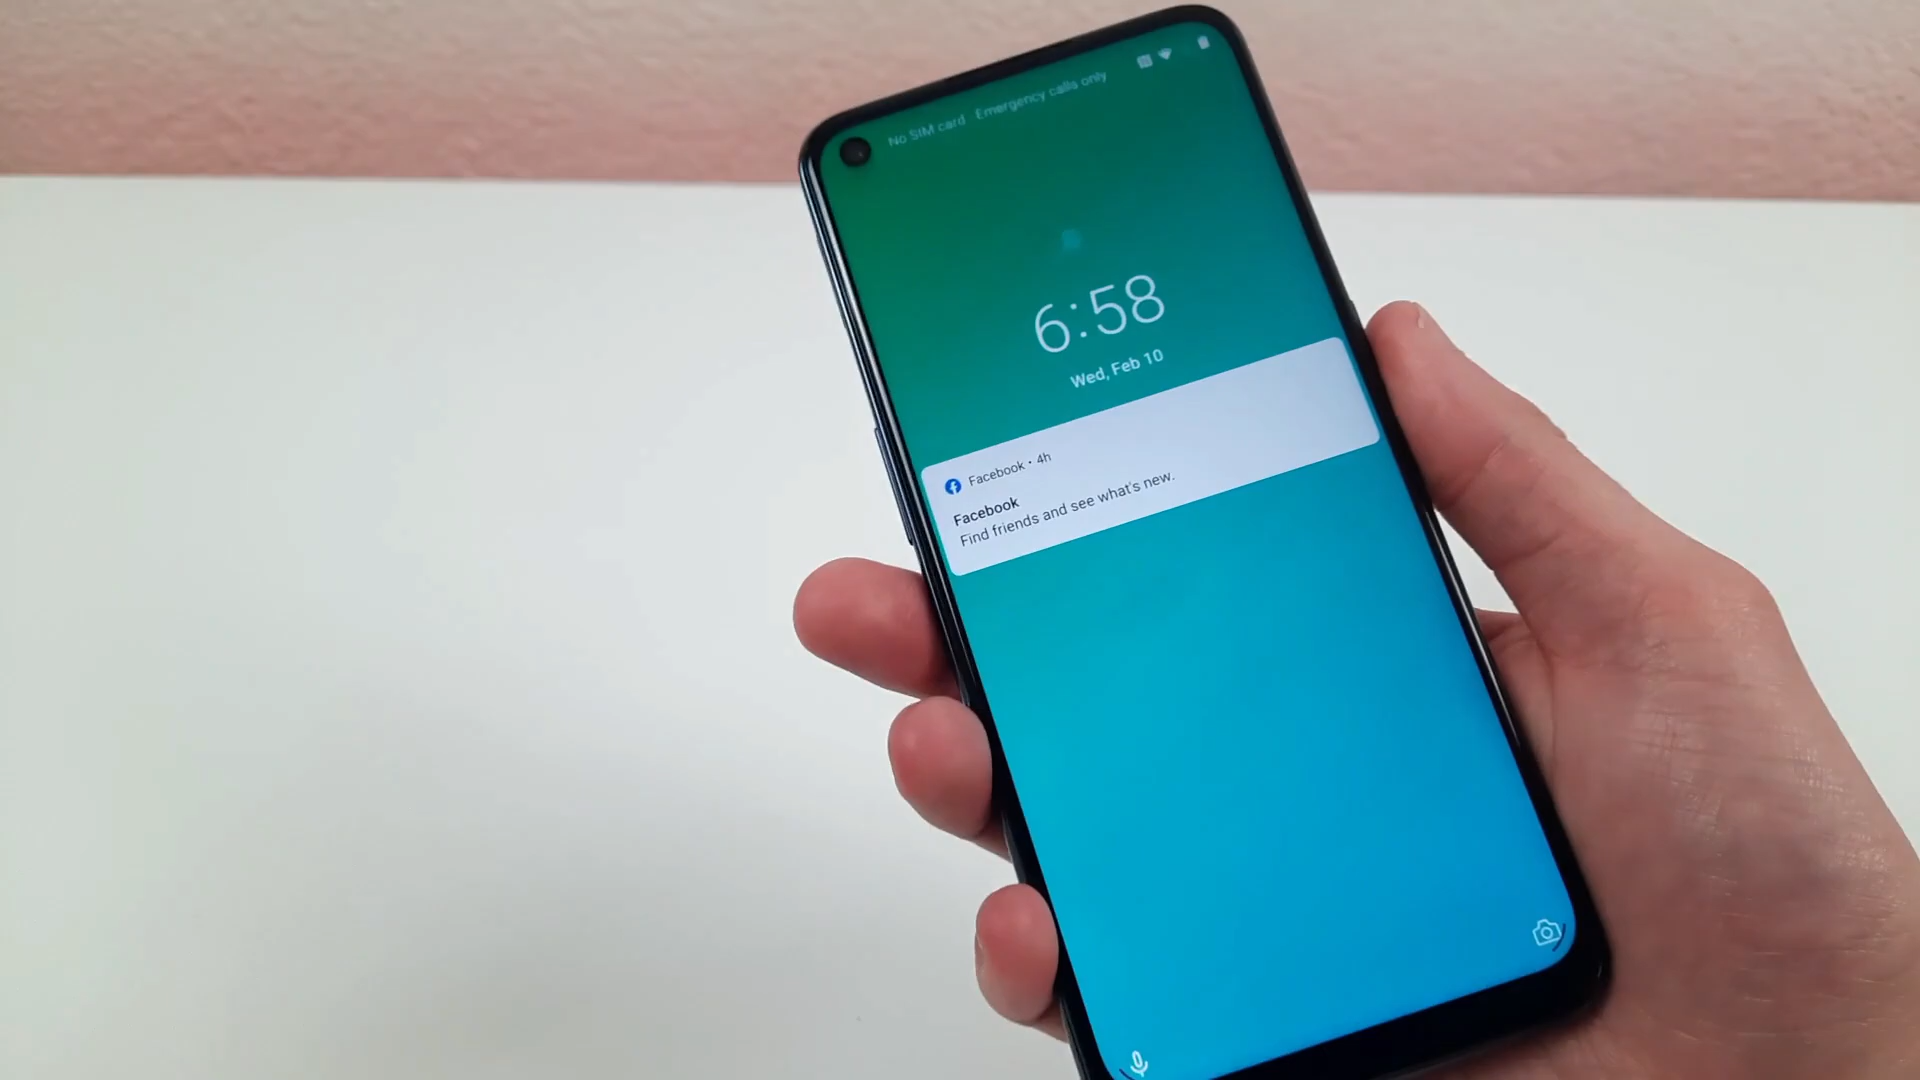 No SIM card Emergency calls only
6:58
Wed, Feb 10
Facebook • 4h
Facebook
Find friends and see what's new.